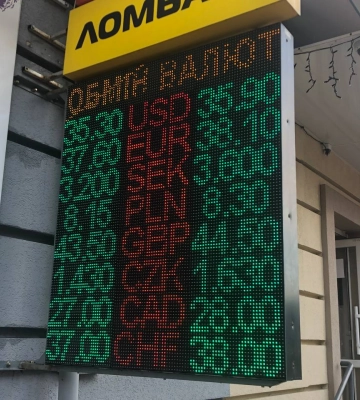 ЛОМБА
ОБМІЙ ВАЛЮТ
35.30 USD 35.90
37.60 EUR 38.10
3.200 SEK 3.600
8.15 PLN 8.30
43.50 GBP 44.50
1.430 CZK 1.630
27.00 CAD 28.00
37.00 CHF 38.00